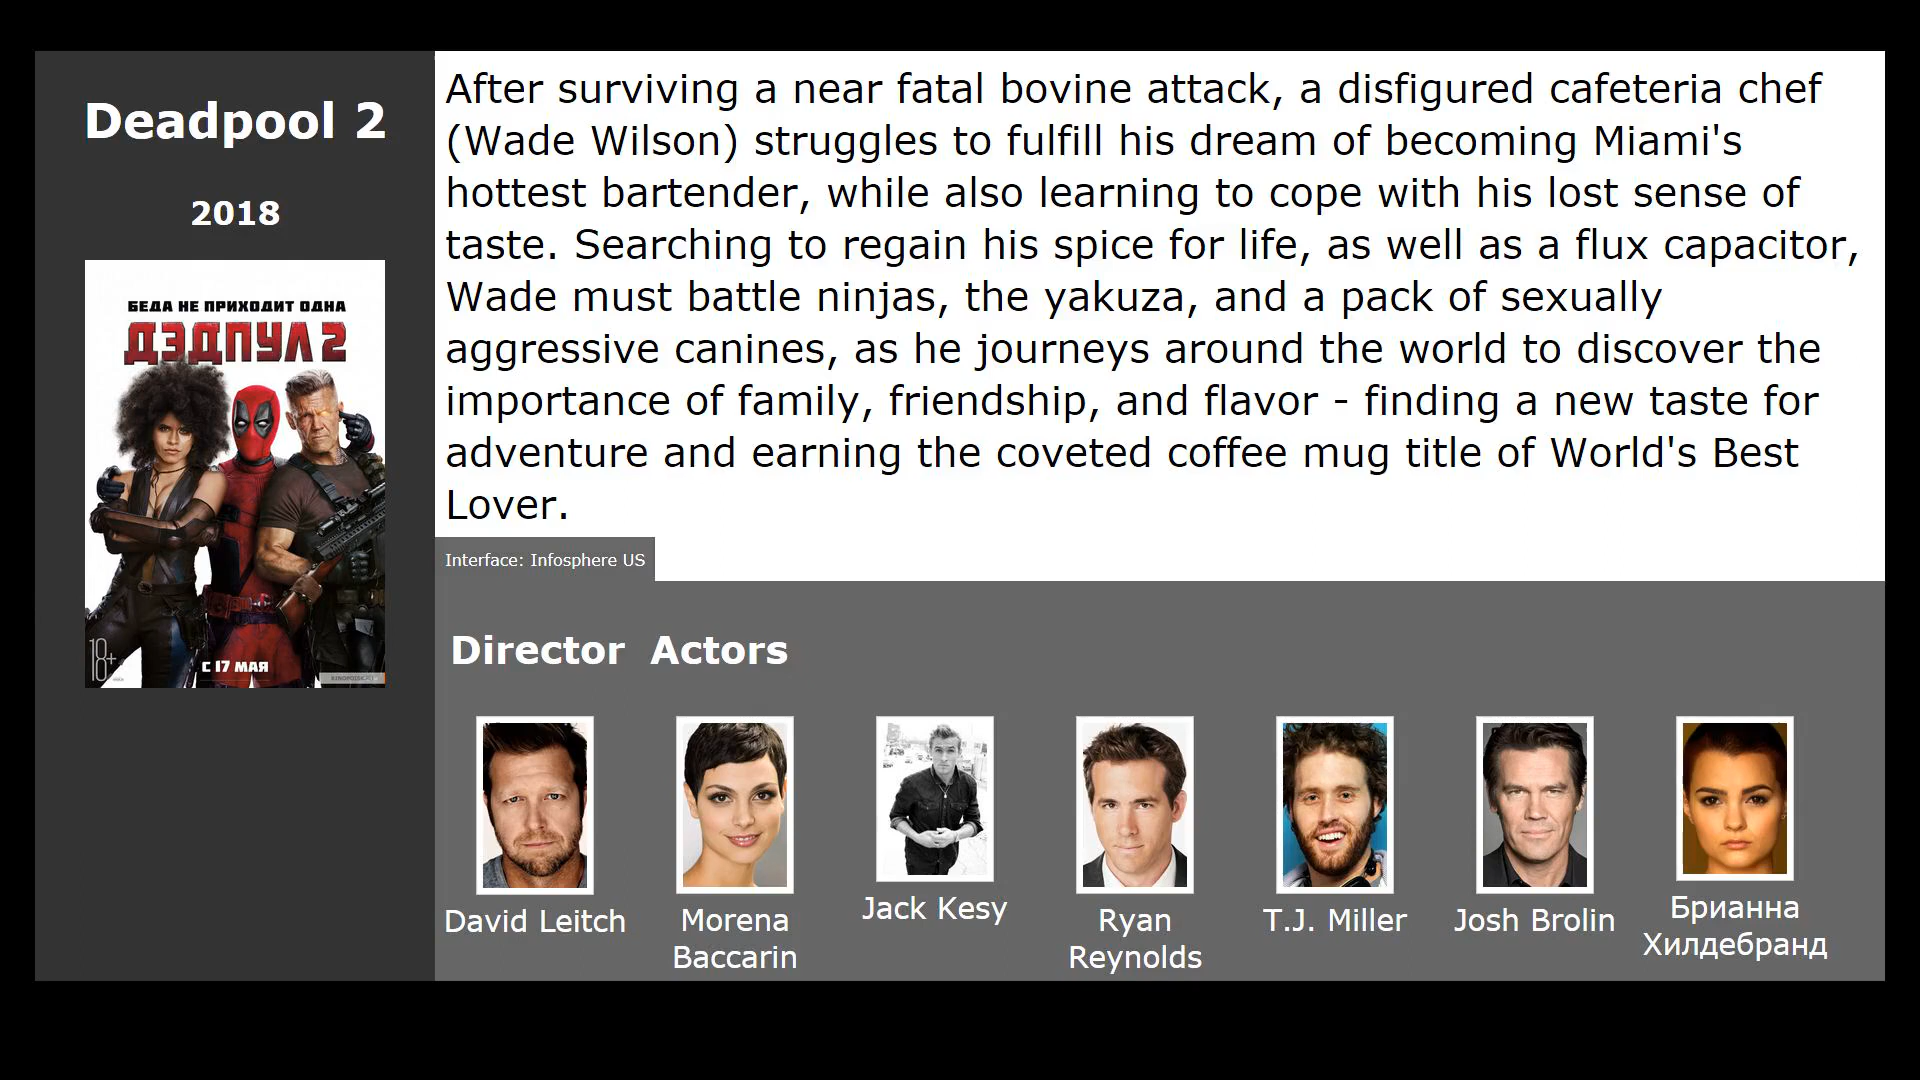 Deadpool 2
2018
БЕДА НЕ ПРИХОДИТ ОДНА
ДЭДПУЛ 2
18+
С 17 МАЯ
After surviving a near fatal bovine attack, a disfigured cafeteria chef
(Wade Wilson) struggles to fulfill his dream of becoming Miami's
hottest bartender, while also learning to cope with his lost sense of
taste. Searching to regain his spice for life, as well as a flux capacitor,
Wade must battle ninjas, the yakuza, and a pack of sexually
aggressive canines, as he journeys around the world to discover the
importance of family, friendship, and flavor - finding a new taste for
adventure and earning the coveted coffee mug title of World's Best
Lover.
Interface: Infosphere US
Director Actors
David Leitch
Morena
Baccarin
Jack Kesy
Ryan
Reynolds
T.J. Miller
Josh Brolin
Брианна
Хилдебранд